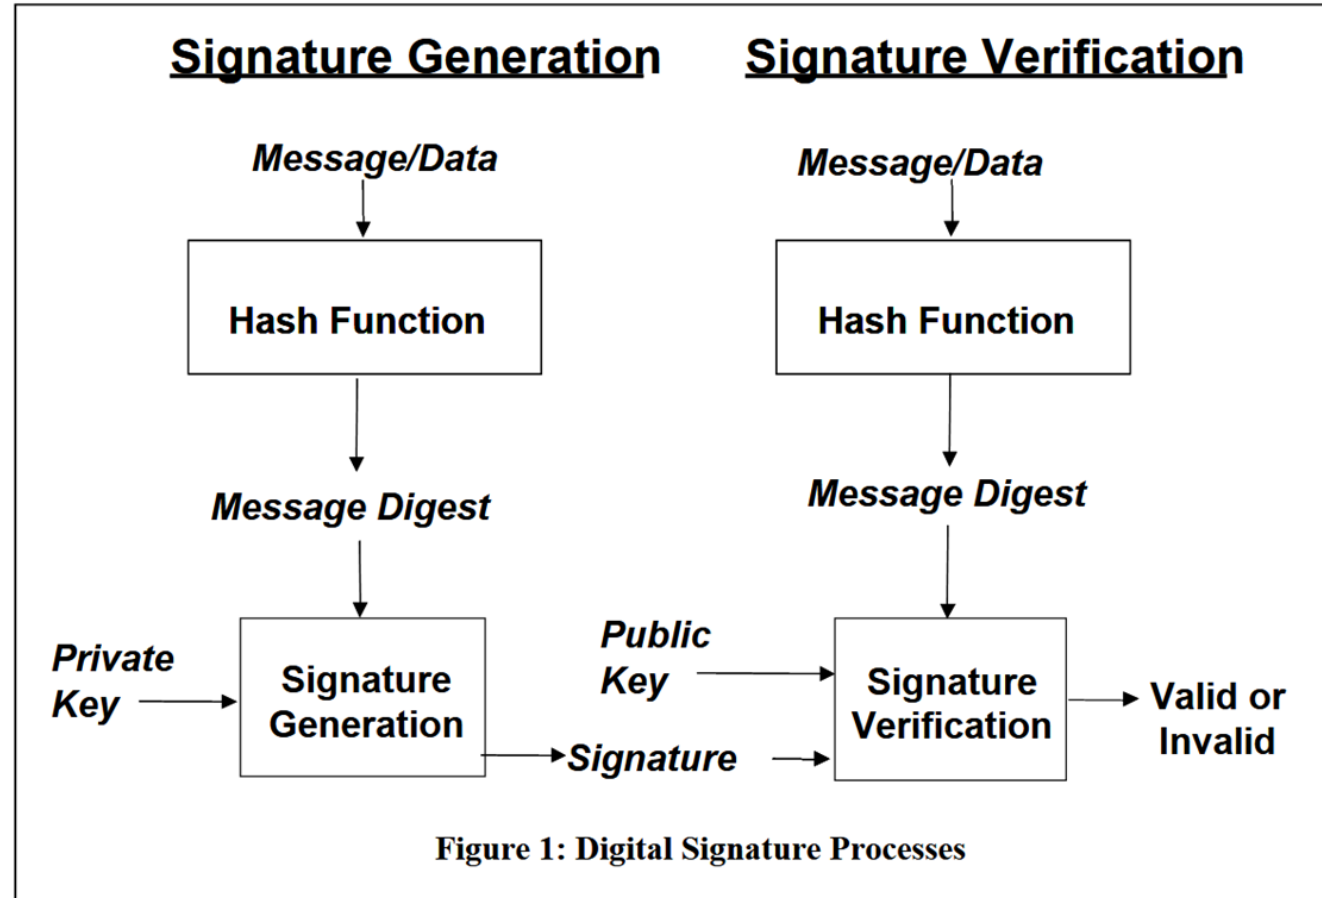 Signature Generation
Message/Data
Hash Function
Message Digest
Private
Key
Signature
Generation
Signature Verification
Message/Data
Hash Function
Message Digest
Public
Key
Signature
Signature
Verification
Valid or
Invalid
Figure 1: Digital Signature Processes